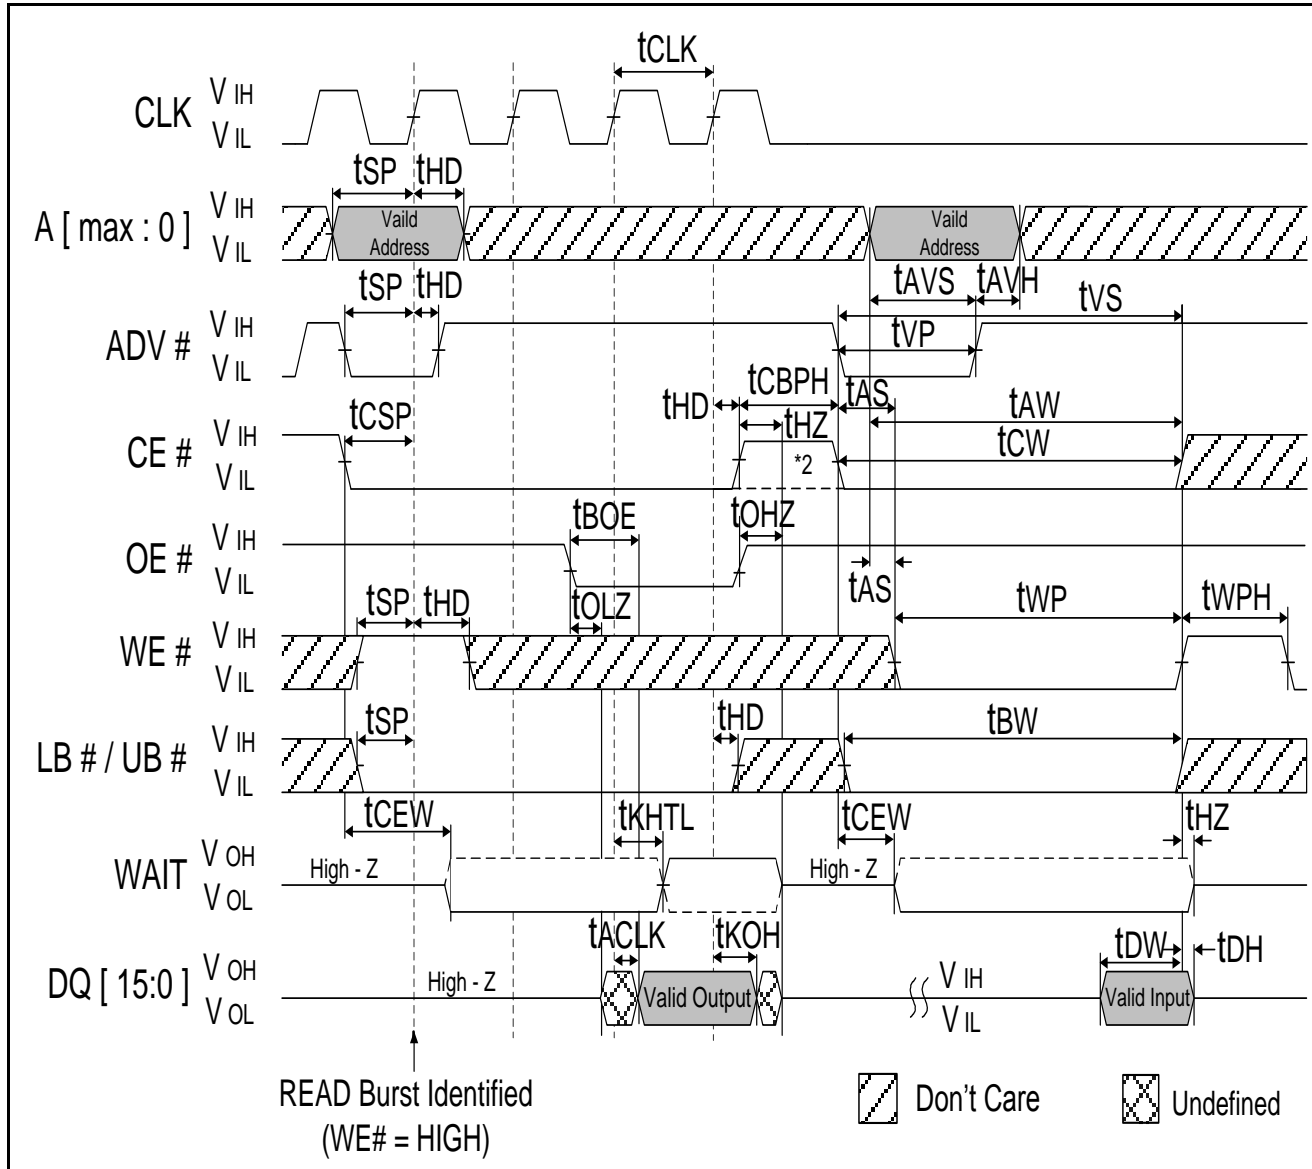 tCLK
CLK V IH
V IL
tSP tHD
A [ max : 0 ] V IH
V IL
Vaild
Address
Vaild
Address
tSP tHD tAVS tAVH tVS
ADV # V IH
V IL
tVP
tCSP tHD tCBPH tAS tAW
CE # V IH
V IL
tHZ
*2
tCW
tBOE tOHZ
OE # V IH
V IL
tOLZ tAS
tSP tHD tWP tWPH
WE # V IH
V IL
tSP tHD tBW
LB # / UB # V IH
V IL
tCEW tKHTL tCEW tHZ
WAIT V OH
V OL
High - Z High - Z
tACLK tKOH tDW tDH
DQ [ 15:0 ] V OH
V OL
High - Z Valid Output V IH
V IL
Valid Input
READ Burst Identified
(WE# = HIGH)
Don't Care Undefined